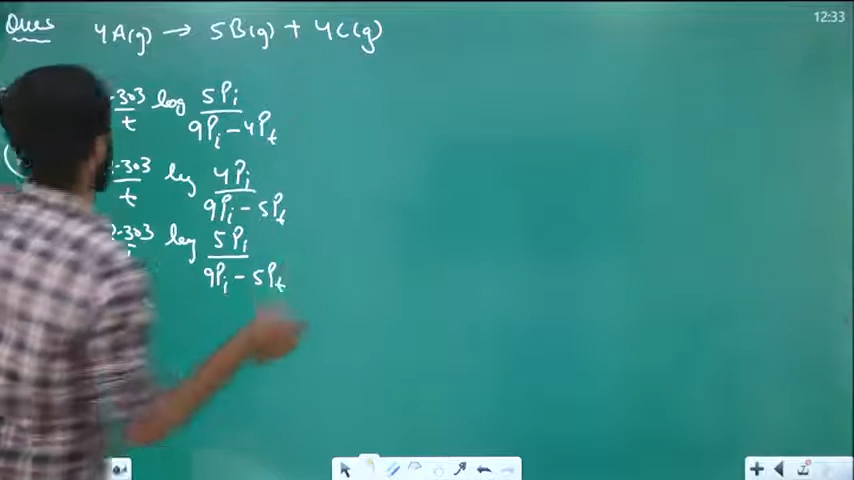 12:33
Ques 4A(g) → 5B(g) + 4C(g)
.303/t log 5Pi/9Pi-4Pt
2.303/t log 4Pi/9Pi-5Pt
2.303 log 5Pi/9Pi-5Pt